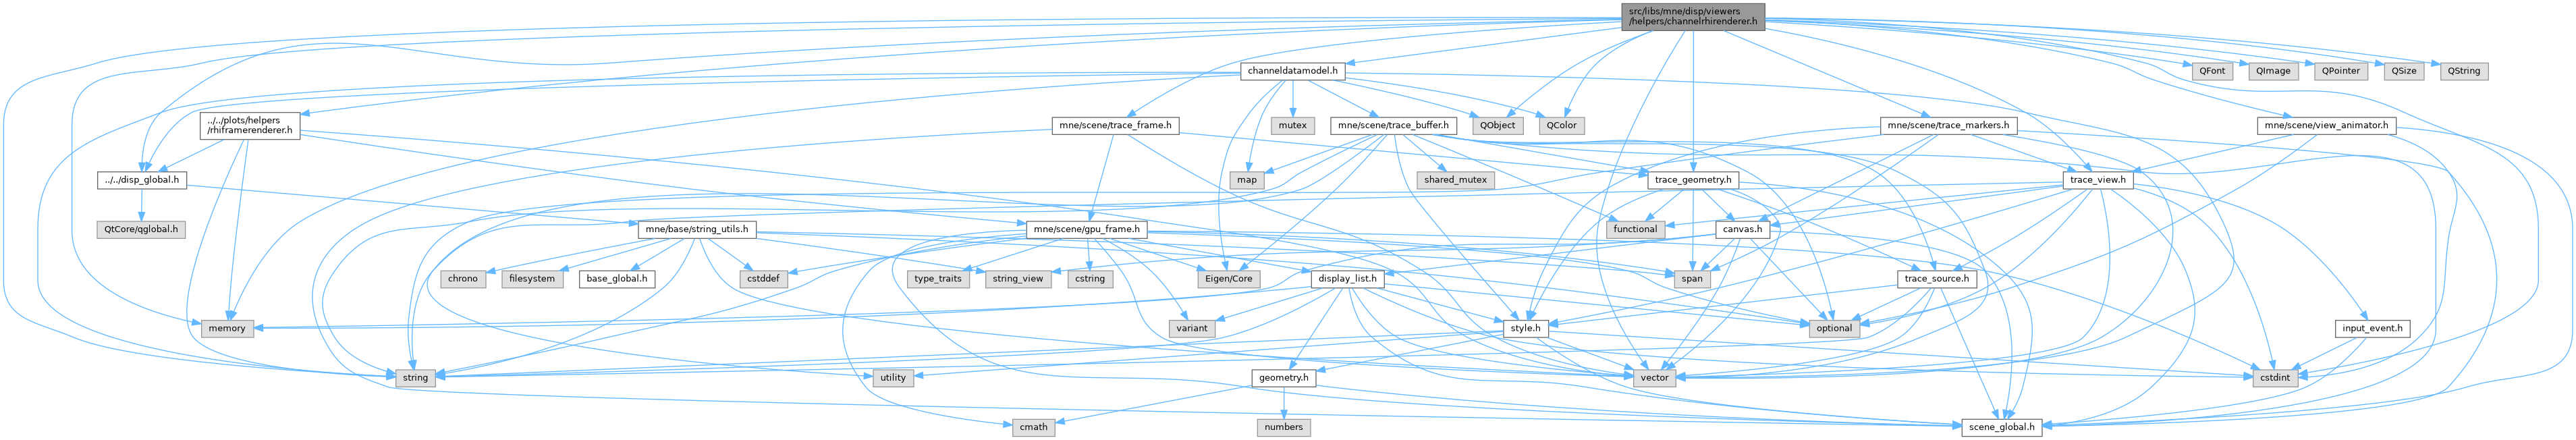 src/libs/mne/disp/viewers
/helpers/channelrhirenderer.h
channeldatamodel.h
QFont
QImage
QPointer
QSize
QString
../../plots/helpers
/rhiframerenderer.h
mne/scene/trace_frame.h
mutex
mne/scene/trace_buffer.h
QObject
QColor
mne/scene/trace_markers.h
mne/scene/view_animator.h
../../disp_global.h
map
shared_mutex
trace_geometry.h
trace_view.h
QtCore/qglobal.h
mne/base/string_utils.h
mne/scene/gpu_frame.h
functional
canvas.h
chrono
filesystem
base_global.h
cstddef
type_traits
string_view
cstring
Eigen/Core
display_list.h
span
trace_source.h
memory
variant
style.h
optional
input_event.h
string
utility
geometry.h
vector
cstdint
cmath
numbers
scene_global.h